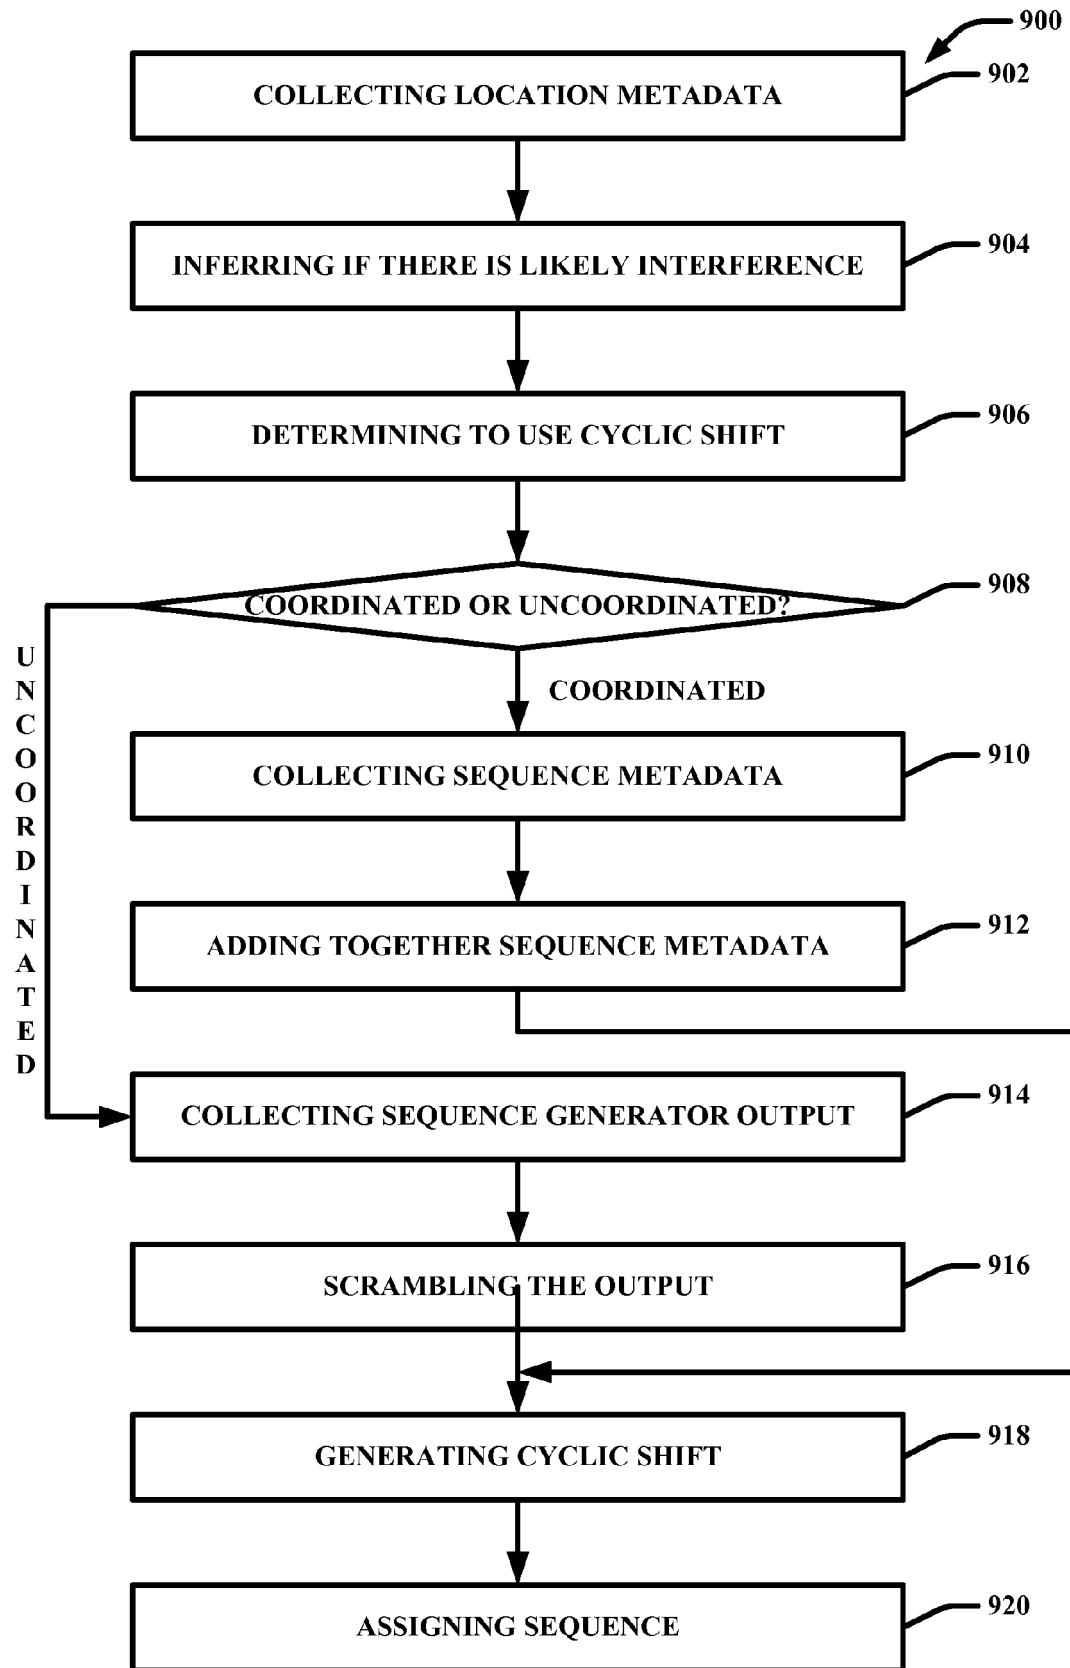 900
COLLECTING LOCATION METADATA
902
INFERRING IF THERE IS LIKELY INTERFERENCE
904
DETERMINING TO USE CYCLIC SHIFT
906
COORDINATED OR UNCOORDINATED?
908
UNCOORDINATED
COORDINATED
COLLECTING SEQUENCE METADATA
910
ADDING TOGETHER SEQUENCE METADATA
912
COLLECTING SEQUENCE GENERATOR OUTPUT
914
SCRAMBLING THE OUTPUT
916
GENERATING CYCLIC SHIFT
918
ASSIGNING SEQUENCE
920